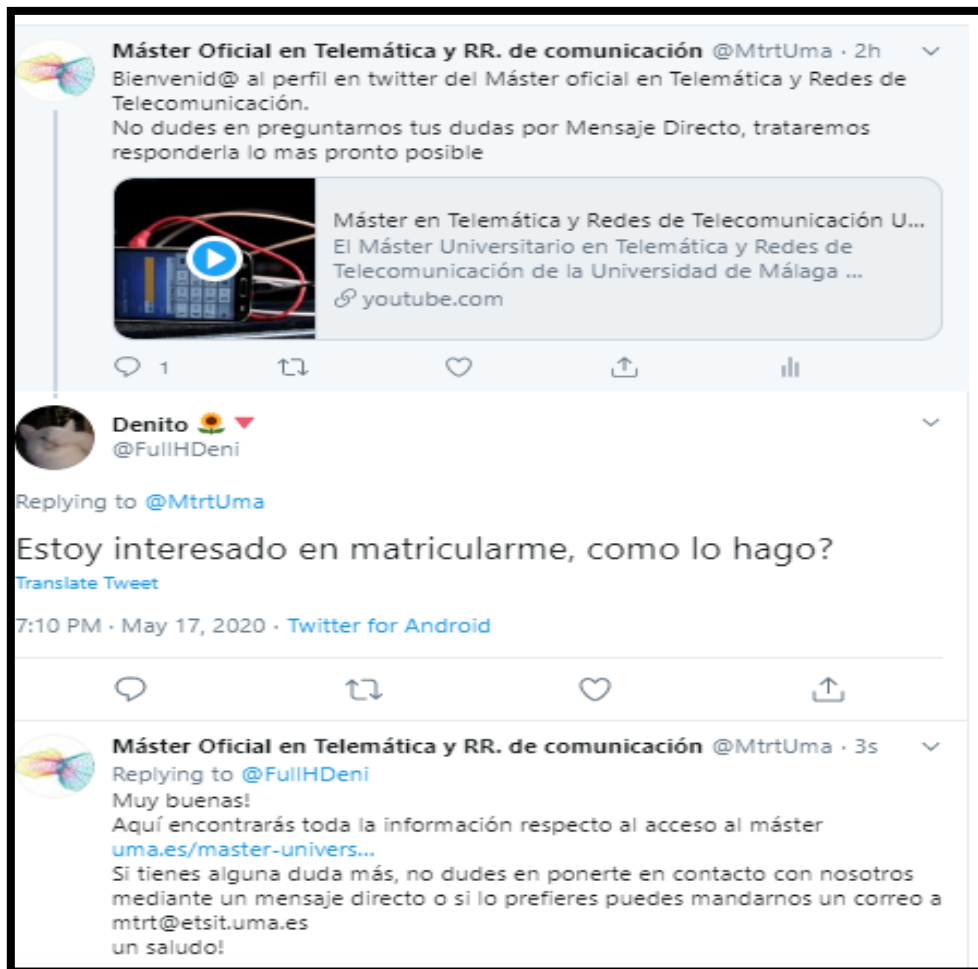 Máster Oficial en Telemática y RR. de comunicación @MtrtUma · 2h
Bienvenid@ al perfil en twitter del Máster oficial en Telemática y Redes de
Telecomunicación.
No dudes en preguntarnos tus dudas por Mensaje Directo, trataremos
responderla lo mas pronto posible
Máster en Telemática y Redes de Telecomunicación U...
El Máster Universitario en Telemática y Redes de
Telecomunicación de la Universidad de Málaga ...
youtube.com
1
Denito
@FullHDeni
Replying to @MtrtUma
Estoy interesado en matricularme, como lo hago?
Translate Tweet
7:10 PM · May 17, 2020 · Twitter for Android
Máster Oficial en Telemática y RR. de comunicación @MtrtUma · 3s
Replying to @FullHDeni
Muy buenas!
Aquí encontrarás toda la información respecto al acceso al máster
uma.es/master-univers...
Si tienes alguna duda más, no dudes en ponerte en contacto con nosotros
mediante un mensaje directo o si lo prefieres puedes mandarnos un correo a
mtrt@etsit.uma.es
un saludo!